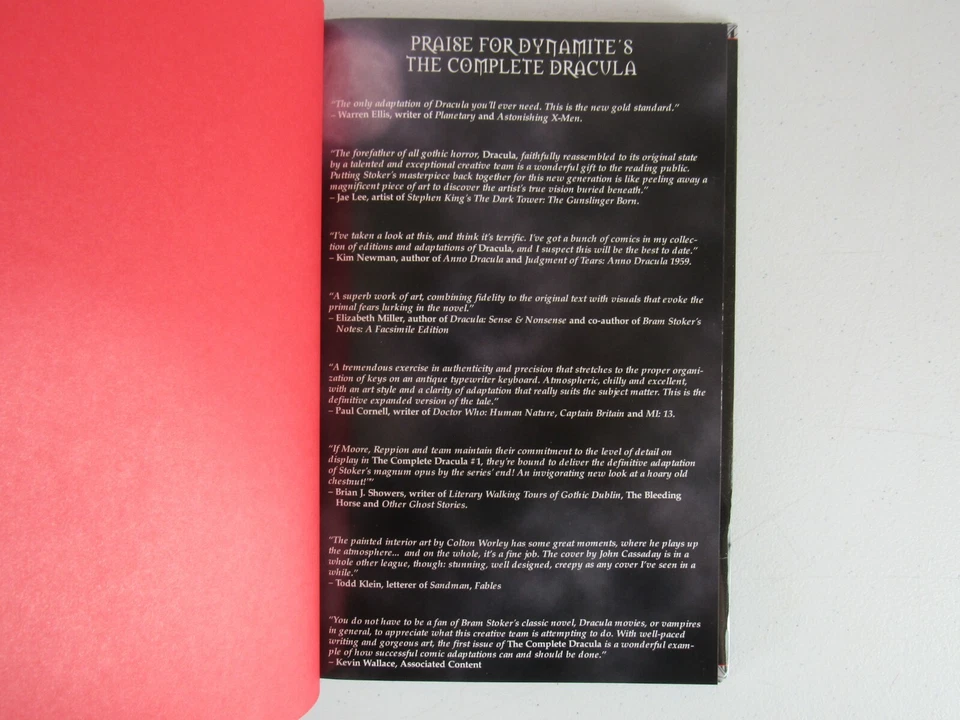 PRAISE FOR DYNAMITE'S
THE COMPLETE DRACULA
"The only adaptation of Dracula you'll ever need. This is the new gold standard."
– Warren Ellis, writer of Planetary and Astonishing X-Men.
"The forefather of all gothic horror, Dracula, faithfully reassembled to its original state
by a talented and exceptional creative team is a wonderful gift to the reading public.
Putting Stoker's masterpiece back together for this new generation is like peeling away a
magnificent piece of art to discover the artist's true vision buried beneath."
– Jae Lee, artist of Stephen King's The Dark Tower: The Gunslinger Born.
"I've taken a look at this, and think it's terrific. I've got a bunch of comics in my collec-
tion of editions and adaptations of Dracula, and I suspect this will be the best to date."
– Kim Newman, author of Anno Dracula and Judgment of Tears: Anno Dracula 1959.
"A superb work of art, combining fidelity to the original text with visuals that evoke the
primal fears lurking in the novel."
– Elizabeth Miller, author of Dracula: Sense & Nonsense and co-author of Bram Stoker's
Notes: A Facsimile Edition
"A tremendous exercise in authenticity and precision that stretches to the proper organi-
zation of keys on an antique typewriter keyboard. Atmospheric, chilly and excellent,
with an art style and a clarity of adaptation that really suits the subject matter. This is the
definitive expanded version of the tale."
– Paul Cornell, writer of Doctor Who: Human Nature, Captain Britain and MI: 13.
"If Moore, Reppion and team maintain their commitment to the level of detail on
display in The Complete Dracula #1, they're bound to deliver the definitive adaptation
of Stoker's magnum opus by the series' end! An invigorating new look at a hoary old
chestnut!"'
– Brian J. Showers, writer of Literary Walking Tours of Gothic Dublin, The Bleeding
Horse and Other Ghost Stories.
"The painted interior art by Colton Worley has some great moments, where he plays up
the atmosphere... and on the whole, it's a fine job. The cover by John Cassaday is in a
whole other league, though: stunning, well designed, creepy as any cover I've seen in a
while."
– Todd Klein, letterer of Sandman, Fables
"You do not have to be a fan of Bram Stoker's classic novel, Dracula movies, or vampires
in general, to appreciate what this creative team is attempting to do. With well-paced
writing and gorgeous art, the first issue of The Complete Dracula is a wonderful exam-
ple of how successful comic adaptations can and should be done."
– Kevin Wallace, Associated Content